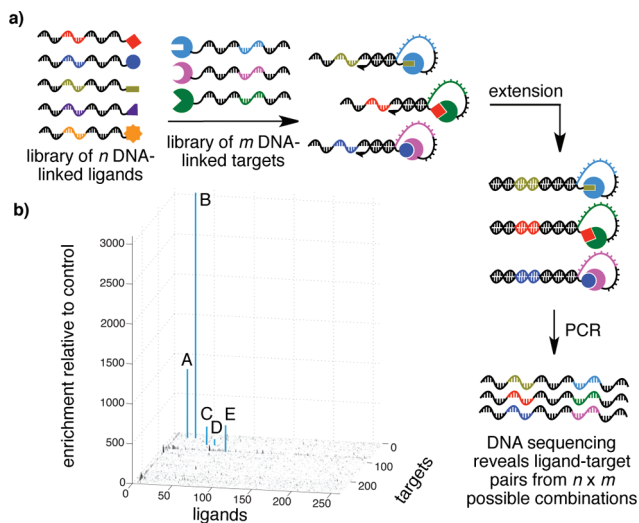 a)
library of n DNA-
linked ligands
library of m DNA-
linked targets
extension
PCR
DNA sequencing
reveals ligand-target
pairs from n x m
possible combinations
b)
enrichment relative to control
3000
2500
2000
1500
1000
500
0
A
B
C
D
E
0
50
100
150
200
250
ligands
0
100
200
targets